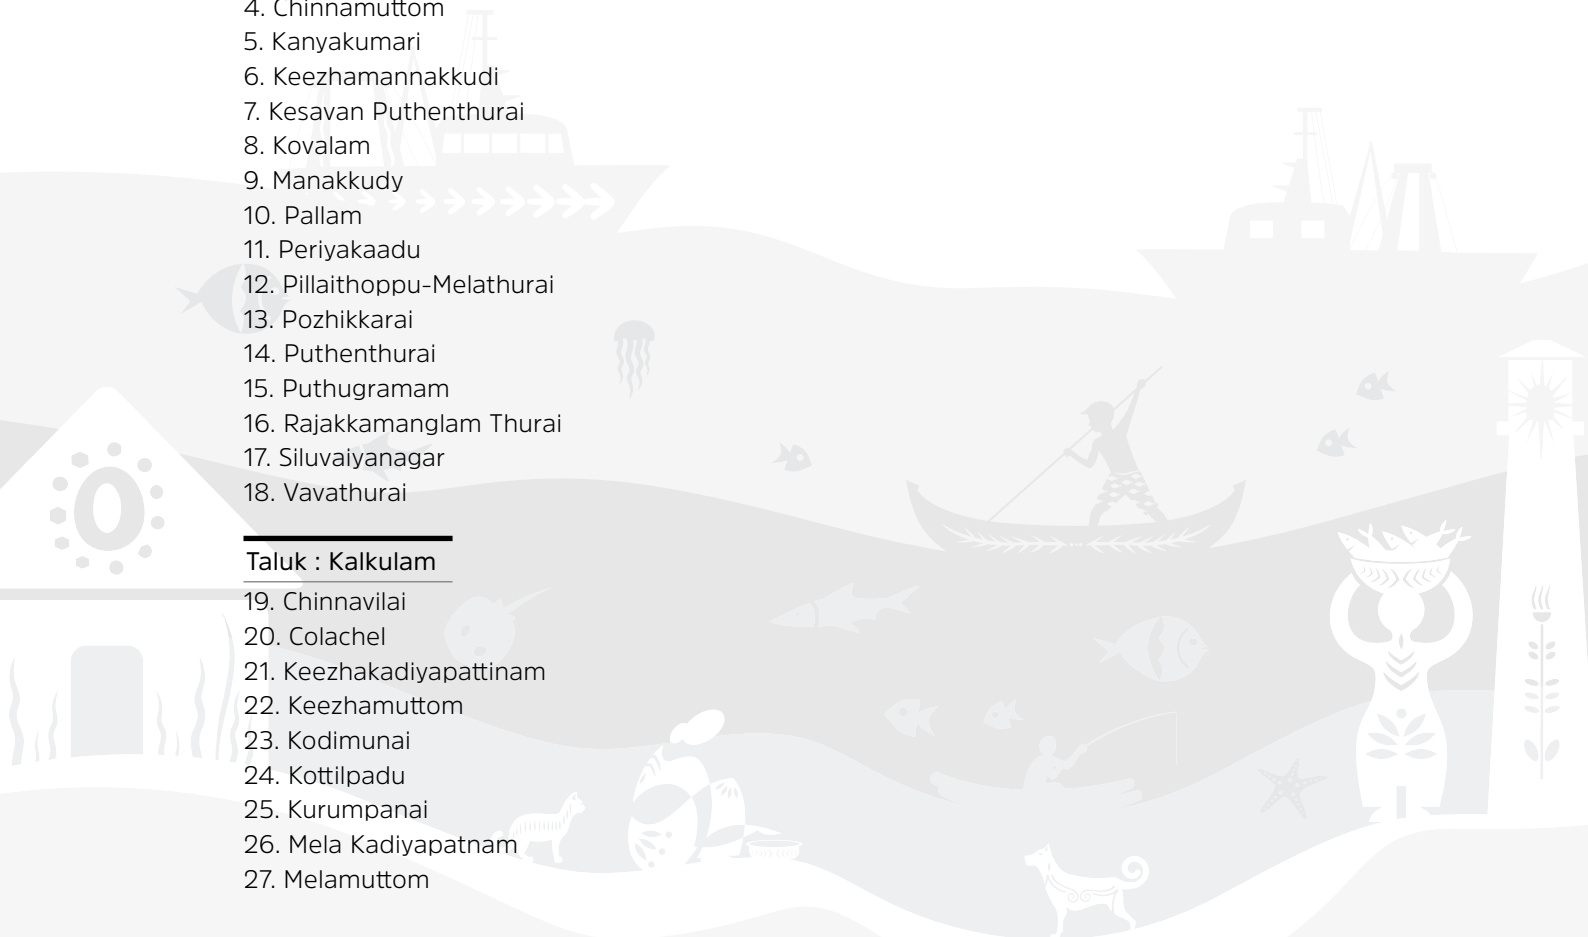 4. Chinnamuttom
5. Kanyakumari
6. Keezhamannakkudi
7. Kesavan Puthenthurai
8. Kovalam
9. Manakkudy
10. Pallam
11. Periyakaadu
12. Pillaithoppu-Melathurai
13. Pozhikkarai
14. Puthenthurai
15. Puthugramam
16. Rajakkamanglam Thurai
17. Siluvaiyanagar
18. Vavathurai
Taluk : Kalkulam
19. Chinnavilai
20. Colachel
21. Keezhakadiyapattinam
22. Keezhamuttom
23. Kodimunai
24. Kottilpadu
25. Kurumpanai
26. Mela Kadiyapatnam
27. Melamuttom